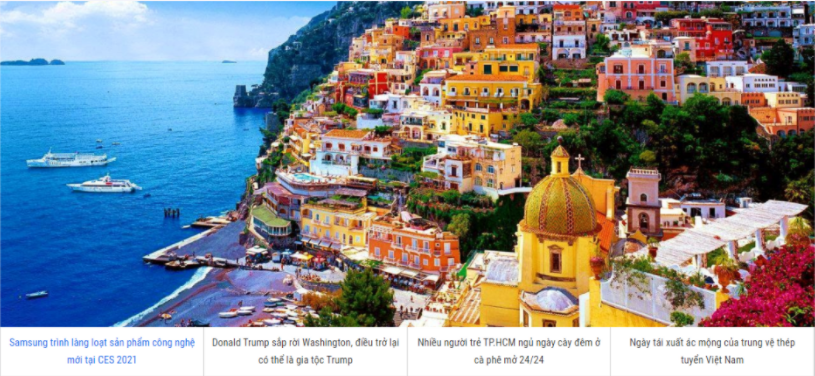 Samsung trình làng loạt sản phẩm công nghệ
mới tại CES 2021
Donald Trump sắp rời Washington, điều trở lại
có thể là gia tộc Trump
Nhiều người trẻ TP.HCM ngủ ngày cày đêm ở
cà phê mở 24/24
Ngày tái xuất ác mộng của trung vệ thép
tuyển Việt Nam